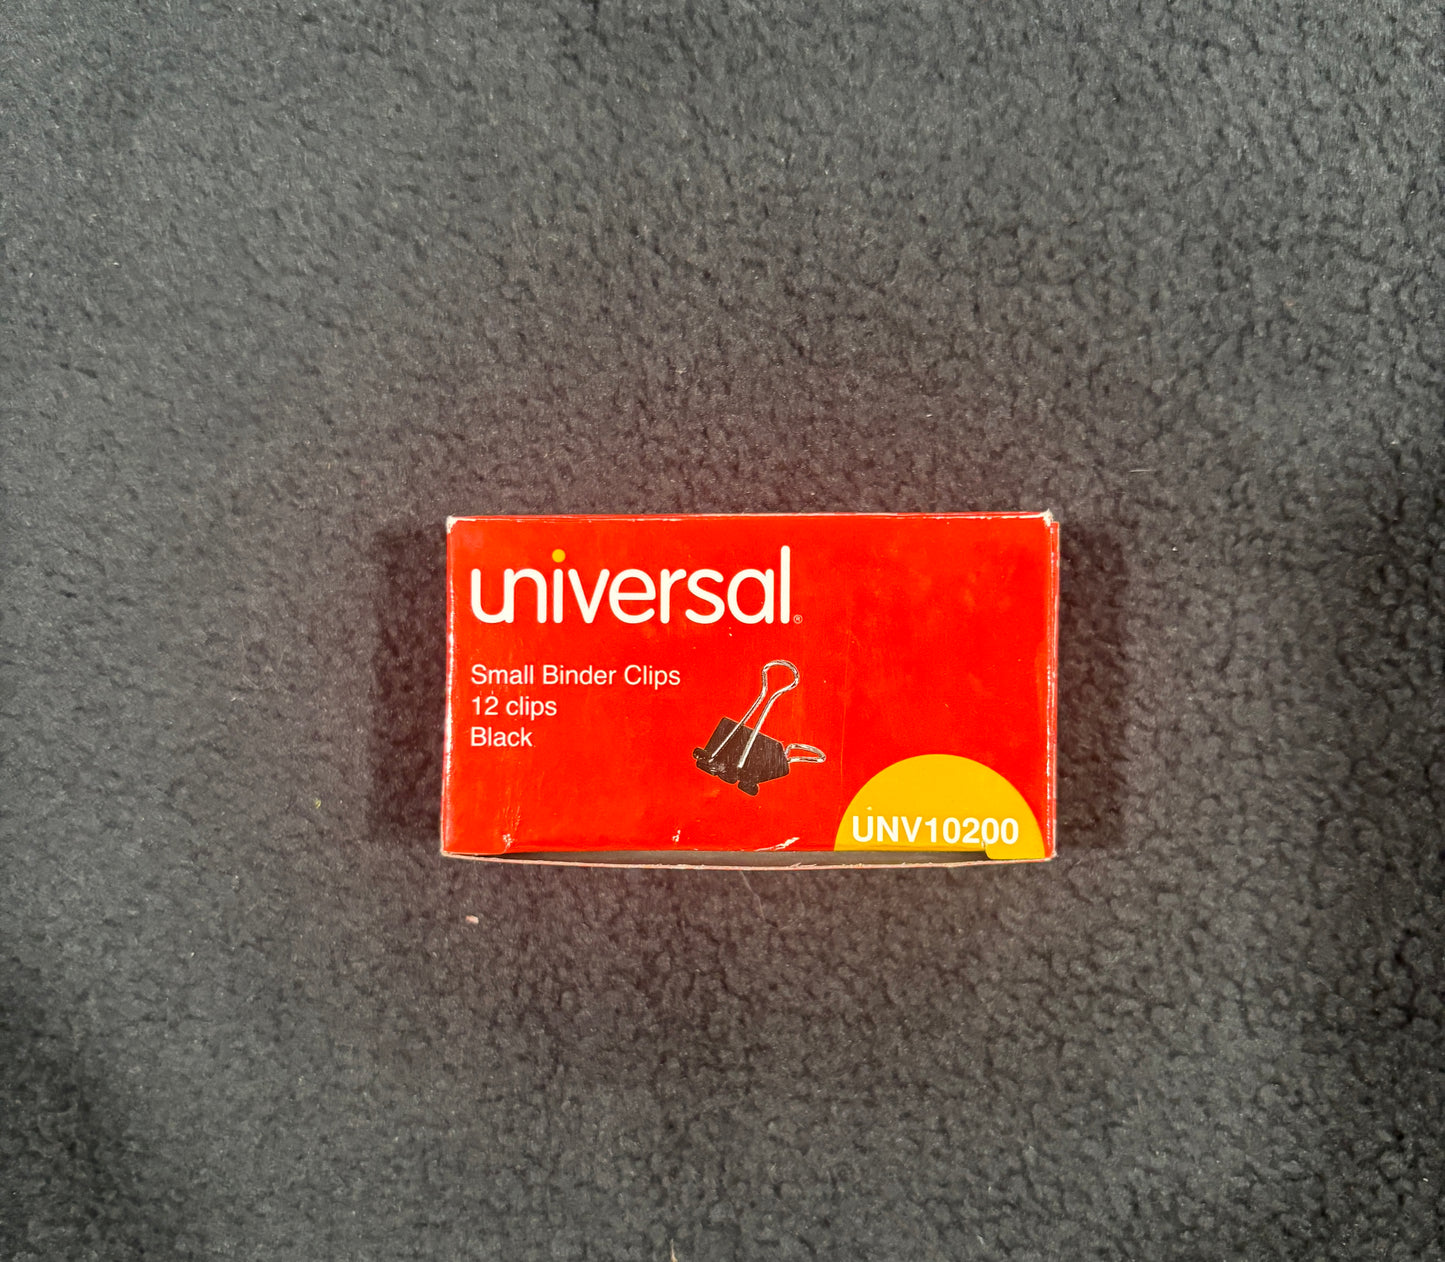 universal®
Small Binder Clips
12 clips
Black
UNV10200